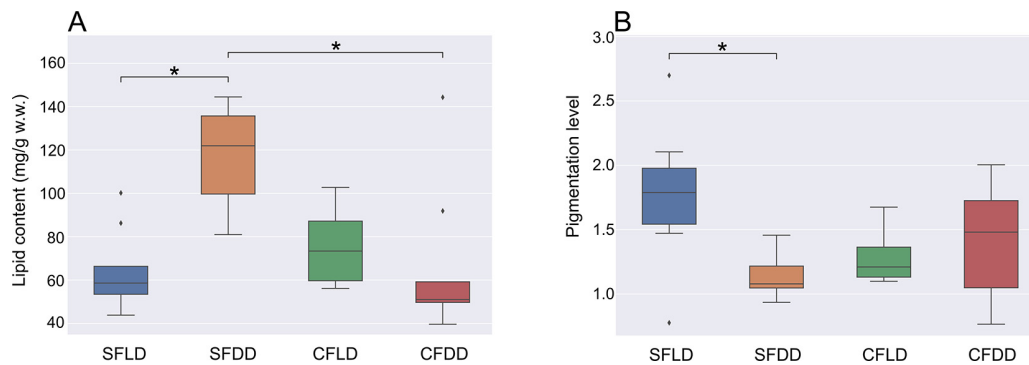 A
Lipid content (mg/g w.w.)
160
140
120
100
80
60
40
*
*
SFLD SFDD CFLD CFDD
B
Pigmentation level
3.0
2.5
2.0
1.5
1.0
*
SFLD SFDD CFLD CFDD